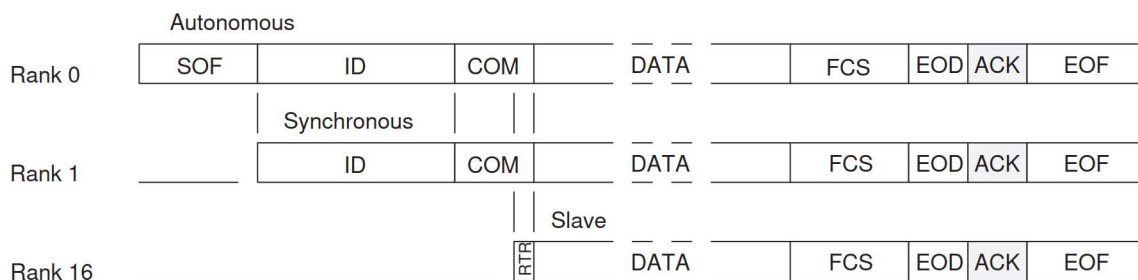 Autonomous
Rank 0 SOF ID COM DATA FCS EOD ACK EOF
Synchronous
Rank 1 ID COM DATA FCS EOD ACK EOF
Slave
Rank 16 RTR DATA FCS EOD ACK EOF